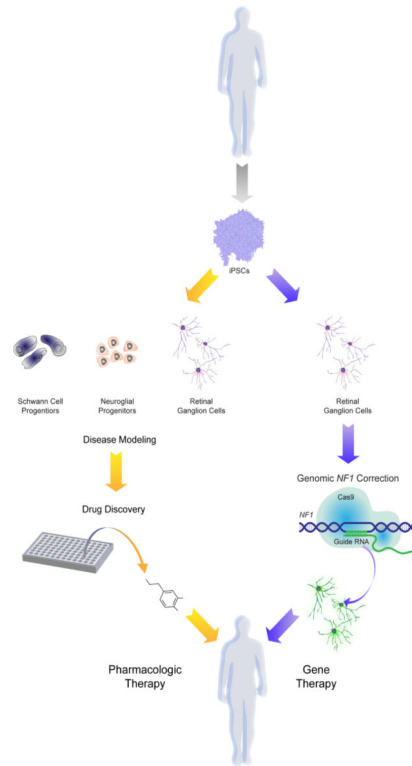 iPSCs
Schwann Cell
Progentiors
Neuroglial
Progenitors
Retinal
Ganglion Cells
Retinal
Ganglion Cells
Disease Modeling
Genomic NF1 Correction
Cas9
NF1
Guide RNA
Drug Discovery
Pharmacologic
Therapy
Gene
Therapy